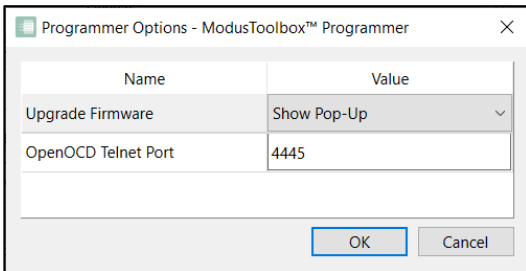 Programmer Options - ModusToolbox™ Programmer
Name Value
Upgrade Firmware Show Pop-Up
OpenOCD Telnet Port 4445
OK Cancel